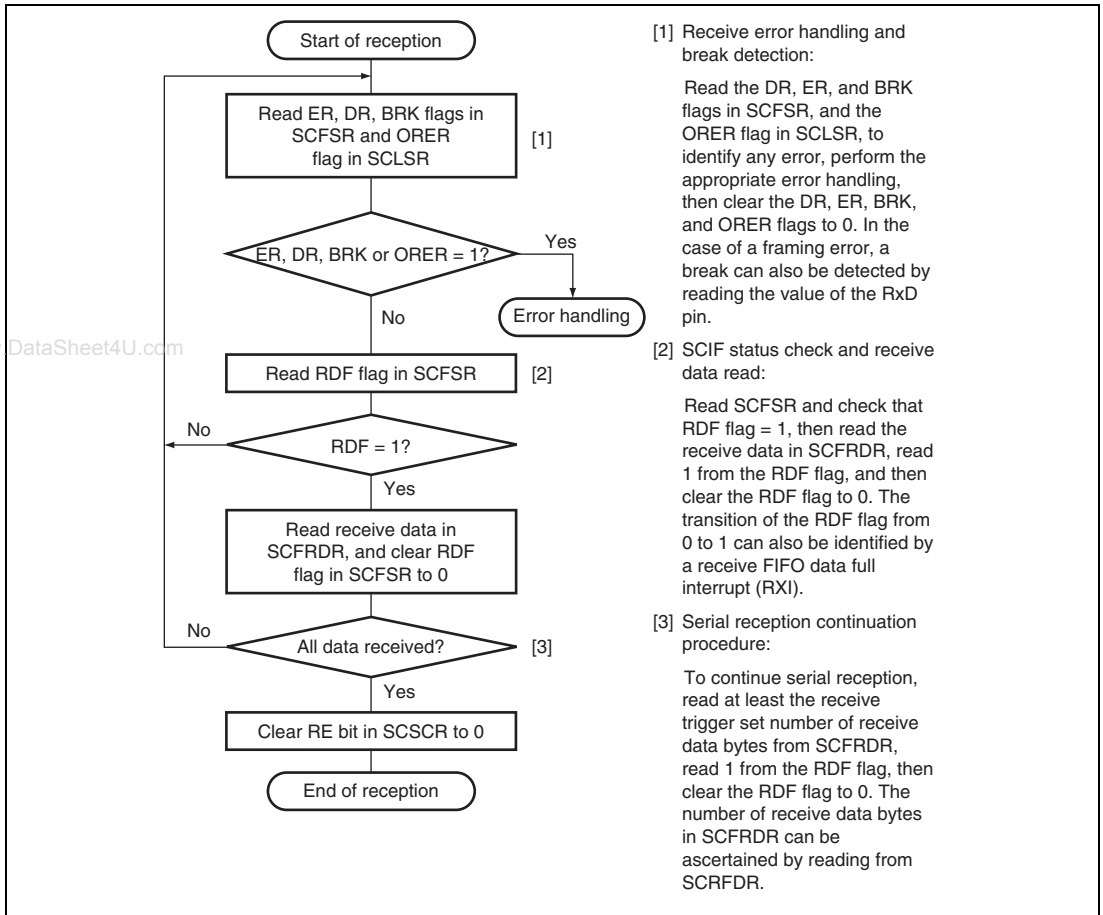 Start of reception
Read ER, DR, BRK flags in
SCFSR and ORER
flag in SCLSR
[1]
ER, DR, BRK or ORER = 1?
Yes
No
Error handling
DataSheet4U.com
Read RDF flag in SCFSR
[2]
No
RDF = 1?
Yes
Read receive data in
SCFRDR, and clear RDF
flag in SCFSR to 0
No
All data received?
[3]
Yes
Clear RE bit in SCSCR to 0
End of reception
[1] Receive error handling and
break detection:
Read the DR, ER, and BRK
flags in SCFSR, and the
ORER flag in SCLSR, to
identify any error, perform the
appropriate error handling,
then clear the DR, ER, BRK,
and ORER flags to 0. In the
case of a framing error, a
break can also be detected by
reading the value of the RxD
pin.
[2] SCIF status check and receive
data read:
Read SCFSR and check that
RDF flag = 1, then read the
receive data in SCFRDR, read
1 from the RDF flag, and then
clear the RDF flag to 0. The
transition of the RDF flag from
0 to 1 can also be identified by
a receive FIFO data full
interrupt (RXI).
[3] Serial reception continuation
procedure:
To continue serial reception,
read at least the receive
trigger set number of receive
data bytes from SCFRDR,
read 1 from the RDF flag, then
clear the RDF flag to 0. The
number of receive data bytes
in SCFRDR can be
ascertained by reading from
SCRFDR.